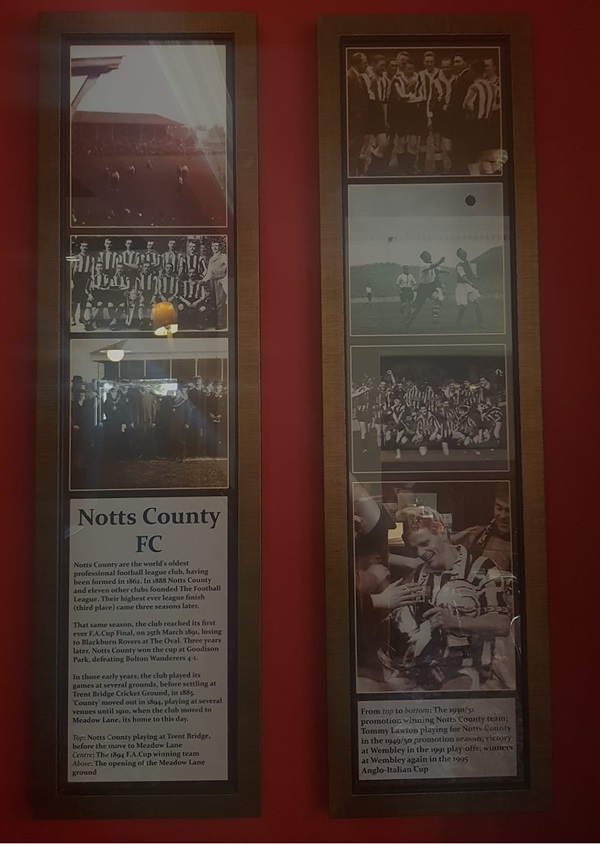 Notts County
FC
Notts County are the world's oldest
professional football league club, having
been formed in 1862. In 1888 Notts County
and eleven other clubs founded The Football
League. Their highest ever league finish
(third place) came three seasons later.
That same season, the club reached its first
ever F.A.Cup Final, on 25th March 1891, losing
to Blackburn Rovers at The Oval. Three years
later, Notts County won the cup at Goodison
Park, defeating Bolton Wanderers 4-1.
In those early years, the club played its
games at several grounds, before settling at
Trent Bridge Cricket Ground, in 1883.
'County' moved out in 1894, playing at several
venues until 1910, when the club moved to
Meadow Lane, its home to this day.
Top: Notts County playing at Trent Bridge,
before the move to Meadow Lane
Centre: The 1894 F.A.Cup winning team
Above: The opening of the Meadow Lane
ground
From top to bottom: The 1930/31
promotion winning Notts County team;
Tommy Lawton playing for Notts County
in the 1949/50 promotion season; victory
at Wembley in the 1991 play-offs; winners
at Wembley again in the 1995
Anglo-Italian Cup